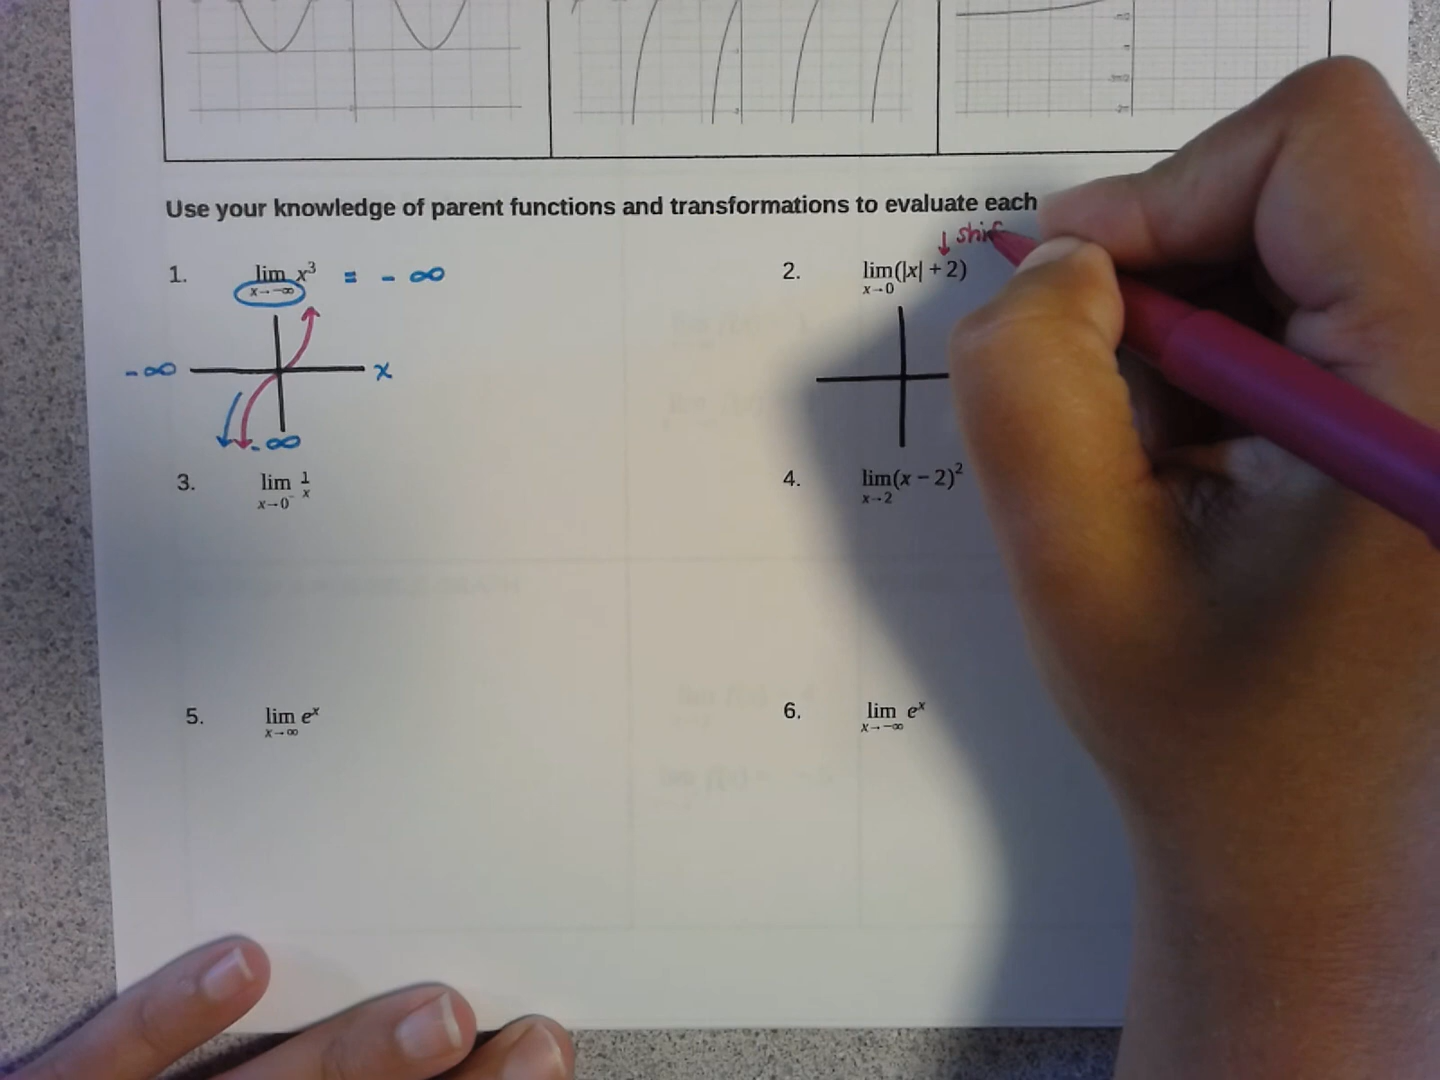 Use your knowledge of parent functions and transformations to evaluate each
↓ shif
1. lim x→-∞ x³ = - ∞
2. lim x→0 (|x| + 2)
-∞ x
-∞
3. lim x→0⁻ 1/x
4. lim x→2 (x − 2)²
5. lim x→∞ eˣ
6. lim x→-∞ eˣ